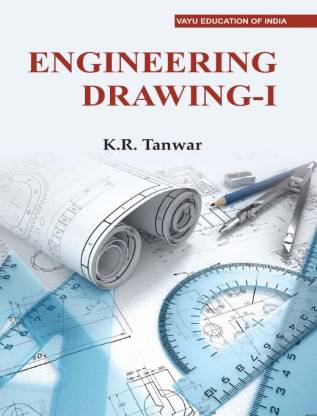 VAYU EDUCATION OF INDIA
ENGINEERING
DRAWING-I
K.R. Tanwar